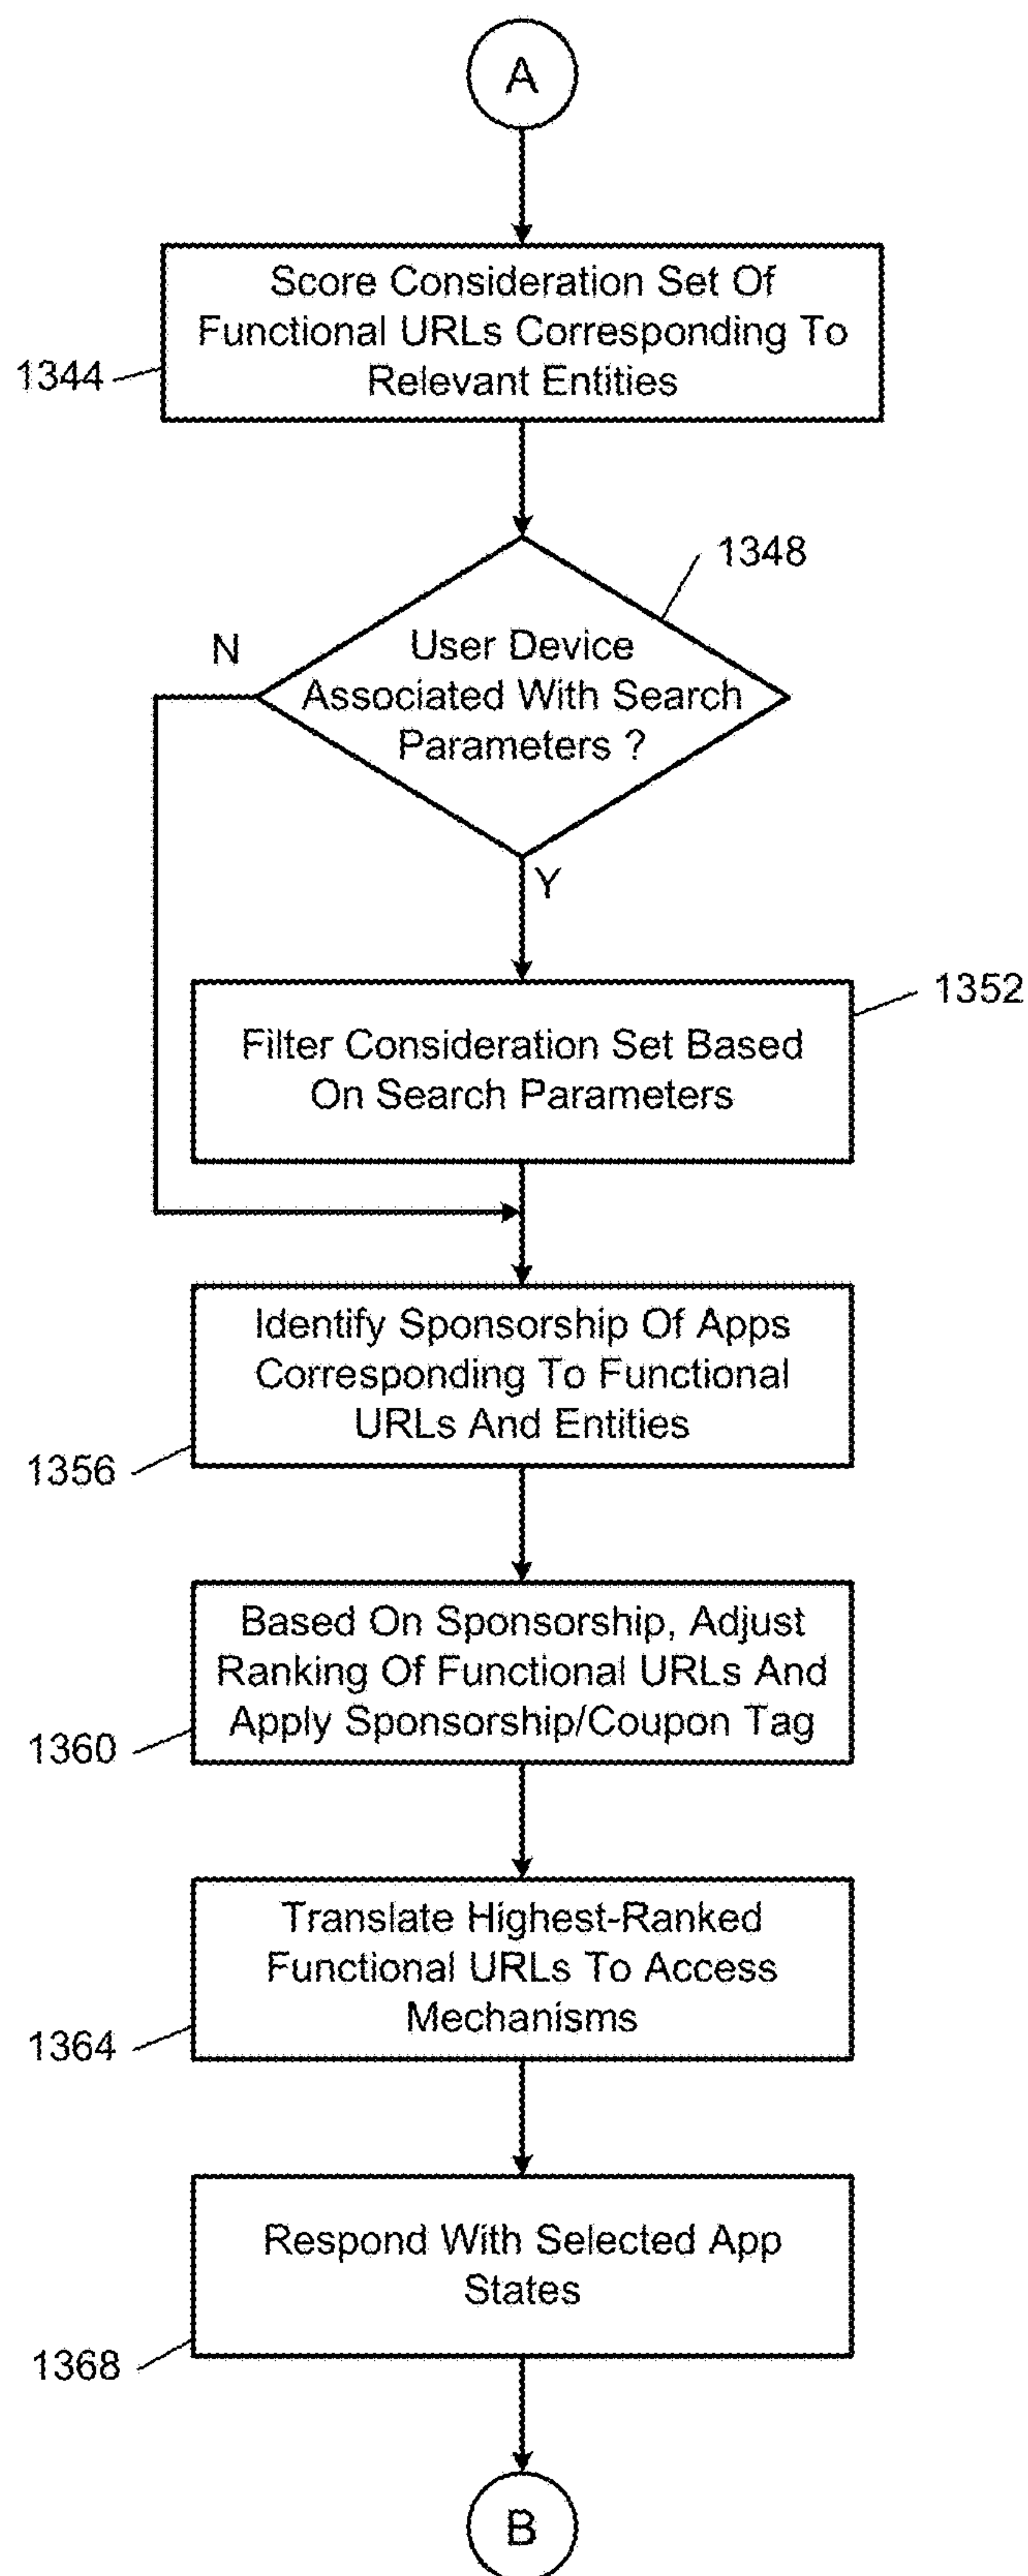 A
Score Consideration Set Of
Functional URLs Corresponding To
Relevant Entities
1344
1348
User Device
Associated With Search
Parameters ?
N
Y
1352
Filter Consideration Set Based
On Search Parameters
Identify Sponsorship Of Apps
Corresponding To Functional
URLs And Entities
1356
Based On Sponsorship, Adjust
Ranking Of Functional URLs And
Apply Sponsorship/Coupon Tag
1360
Translate Highest-Ranked
Functional URLs To Access
Mechanisms
1364
Respond With Selected App
States
1368
B